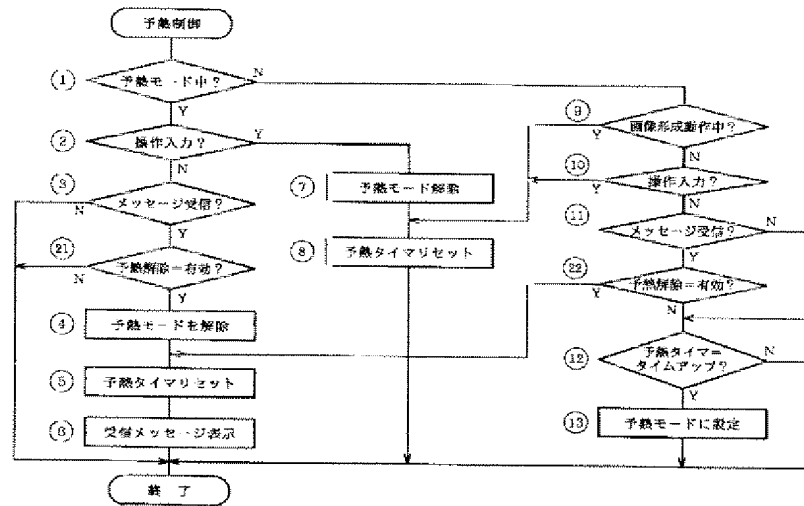 予熱制御
① 予熱モード中？ N
Y
② 操作入力？ Y
N
③ メッセージ受信？
N
Y
㉑ 予熱解除=有効？
N
Y
④ 予熱モードを解除
⑤ 予熱タイマリセット
⑥ 受信メッセージ表示
終了
⑦ 予熱モード解除
⑧ 予熱タイマリセット
⑨ 画像形成動作中？
Y
N
⑩ 操作入力？
Y
N
⑪ メッセージ受信？ N
Y
㉒ 予熱解除=有効？
Y
N
⑫ 予熱タイマ=
タイムアップ？ N
Y
⑬ 予熱モードに設定